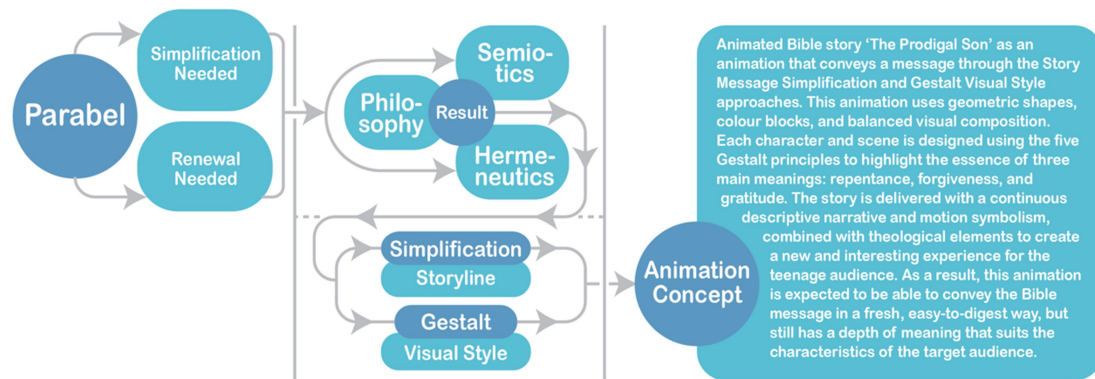 Parabel
Simplification
Needed
Renewal
Needed
Semio-
tics
Philo-
sophy
Result
Herme-
neutics
Simplification
Storyline
Gestalt
Visual Style
Animation
Concept
Animated Bible story ‘The Prodigal Son’ as an
animation that conveys a message through the Story
Message Simplification and Gestalt Visual Style
approaches. This animation uses geometric shapes,
colour blocks, and balanced visual composition.
Each character and scene is designed using the five
Gestalt principles to highlight the essence of three
main meanings: repentance, forgiveness, and
gratitude. The story is delivered with a continuous
descriptive narrative and motion symbolism,
combined with theological elements to create
a new and interesting experience for the
teenage audience. As a result, this animation
is expected to be able to convey the Bible
message in a fresh, easy-to-digest way, but
still has a depth of meaning that suits the
characteristics of the target audience.